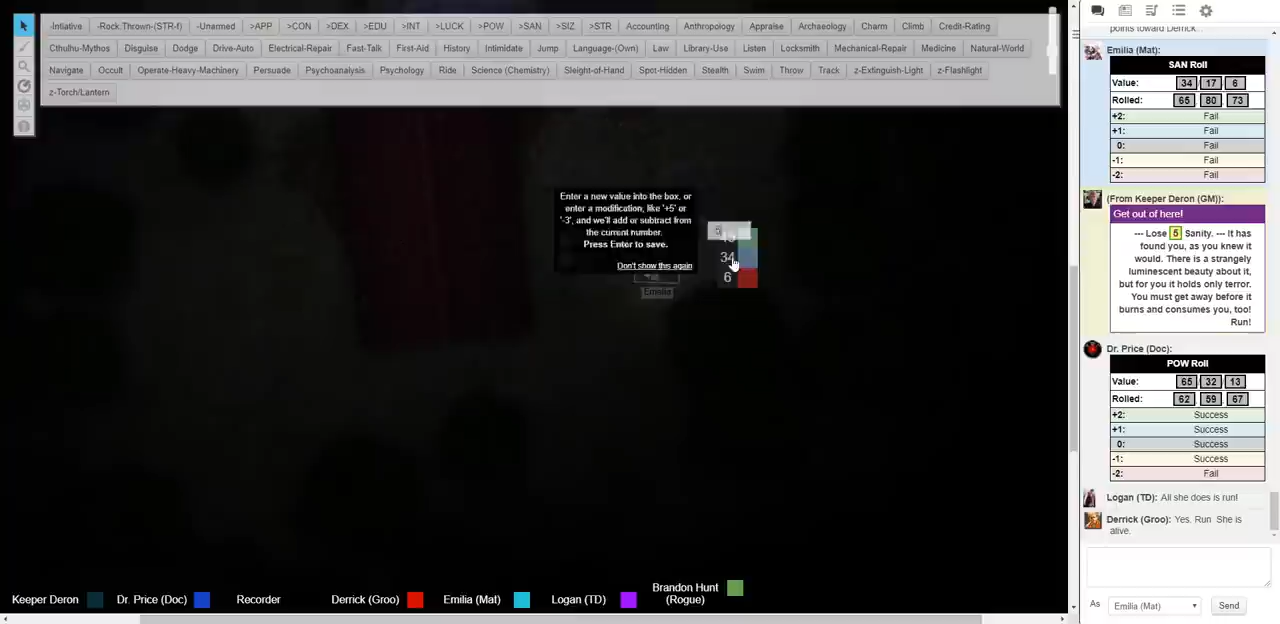 -Intiative -Rock.Thrown-(STR-f) -Unarmed >APP >CON >DEX >EDU >INT >LUCK >POW >SAN >SIZ >STR Accounting Anthropology Appraise Archaeology Charm Climb Credit-Rating
Cthulhu-Mythos Disguise Dodge Drive-Auto Electrical-Repair Fast-Talk First-Aid History Intimidate Jump Language-(Own) Law Library-Use Listen Locksmith Mechanical-Repair Medicine Natural-World
Navigate Occult Operate-Heavy-Machinery Persuade Psychoanalysis Psychology Ride Science (Chemistry) Sleight-of-Hand Spot-Hidden Stealth Swim Throw Track z-Extinguish-Light z-Flashlight
z-Torch/Lantern
Enter a new value into the box, or
enter a modification, like '+5' or
'-3', and we'll add or subtract from
the current number.
Press Enter to save.
Don't show this again
34
6
Emilia
Keeper Deron
Dr. Price (Doc)
Recorder
Derrick (Groo)
Emilia (Mat)
Logan (TD)
Brandon Hunt
(Rogue)
points toward Derrick...
Emilia (Mat):
SAN Roll
Value: 34 17 6
Rolled: 65 80 73
+2: Fail
+1: Fail
0: Fail
-1: Fail
-2: Fail
(From Keeper Deron (GM)):
Get out of here!
--- Lose 5 Sanity. --- It has
found you, as you knew it
would. There is a strangely
luminescent beauty about it,
but for you it holds only terror.
You must get away before it
burns and consumes you, too!
Run!
Dr. Price (Doc):
POW Roll
Value: 65 32 13
Rolled: 62 59 67
+2: Success
+1: Success
0: Success
-1: Success
-2: Fail
Logan (TD): All she does is run!
Derrick (Groo): Yes. Run She is
alive.
As Emilia (Mat) Send